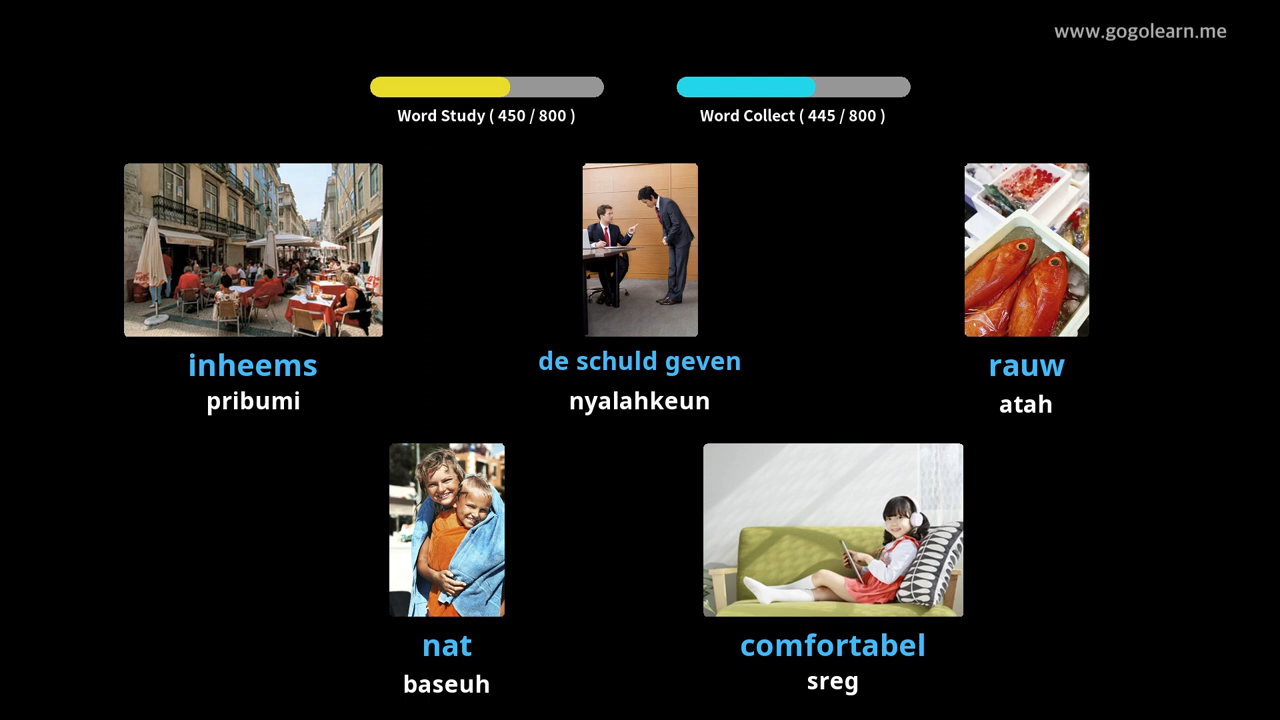 www.gogolearn.me
Word Study ( 450 / 800 )
Word Collect ( 445 / 800 )
inheems
pribumi
de schuld geven
nyalahkeun
rauw
atah
nat
baseuh
comfortabel
sreg